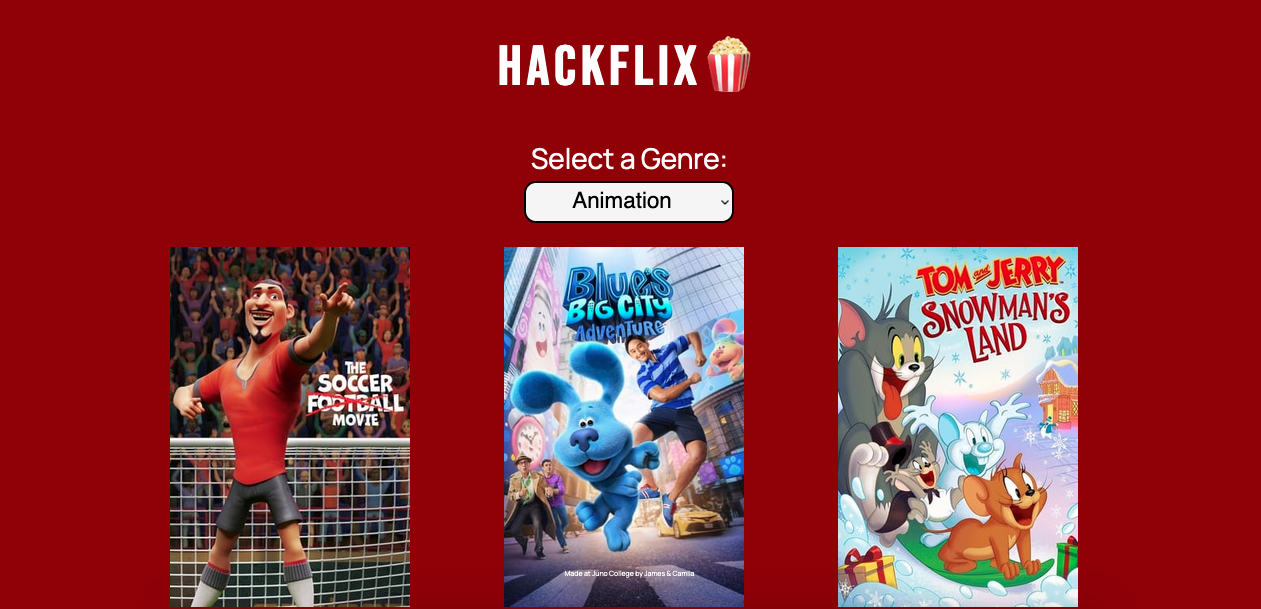 HACKFLIX
Select a Genre:
Animation
THE
SOCCER
FOOTBALL
MOVIE
Blue's
BIG CITY
Adventure
Made at Juno College by James & Camila
TOM and JERRY
SNOWMAN'S
LAND